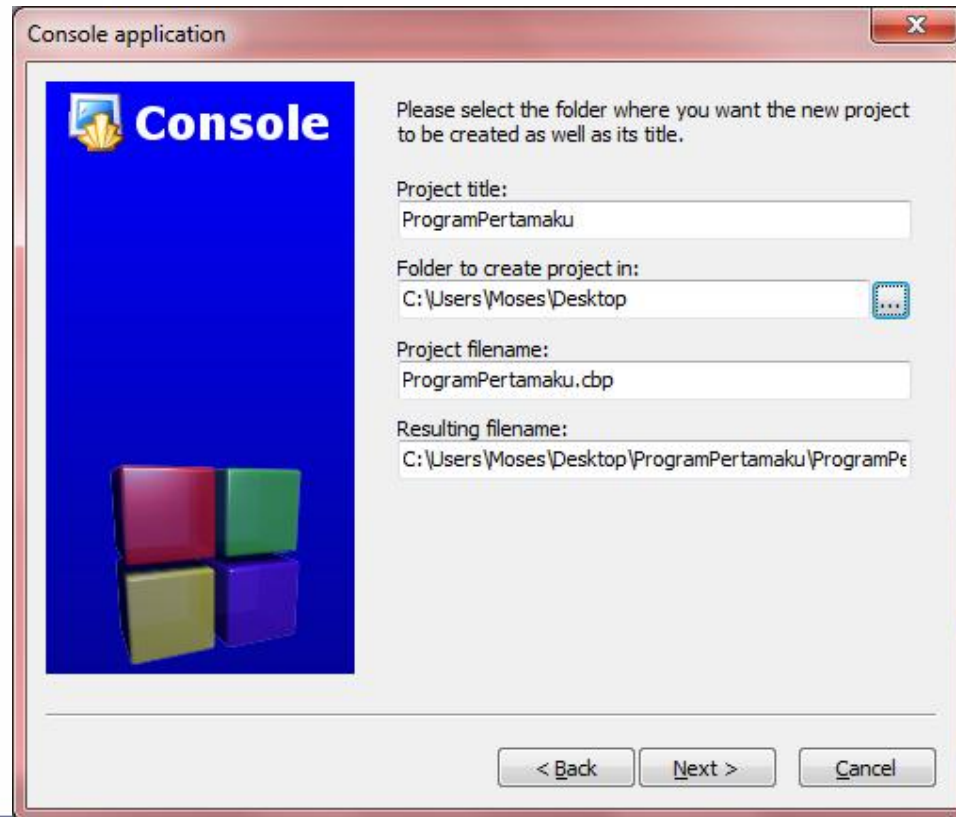 Console application
Console
Please select the folder where you want the new project
to be created as well as its title.
Project title:
ProgramPertamaku
Folder to create project in:
C:\Users\Moses\Desktop
...
Project filename:
ProgramPertamaku.cbp
Resulting filename:
C:\Users\Moses\Desktop\ProgramPertamaku\ProgramPe
< Back
Next >
Cancel